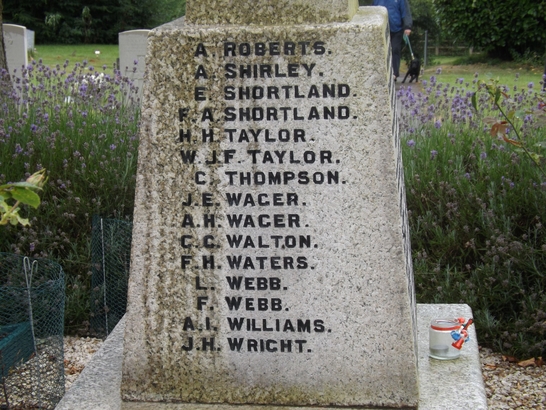 A. ROBERTS.
A. SHIRLEY.
E. SHORTLAND.
F. A. SHORTLAND.
H. H. TAYLOR.
W. J. F. TAYLOR.
C. THOMPSON.
J. E. WAGER.
A. H. WAGER.
C. C. WALTON.
F. H. WATERS.
L. WEBB.
F. WEBB.
A. I. WILLIAMS.
J. H. WRIGHT.